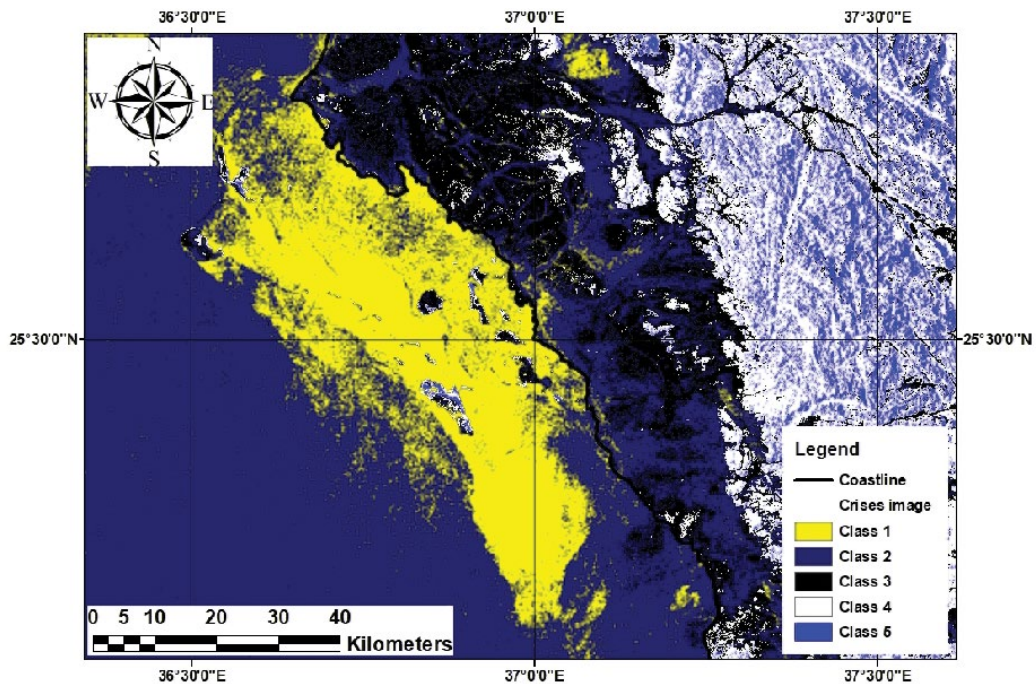 36°30'0"E 37°0'0"E 37°30'0"E
N
W E
S
25°30'0"N 25°30'0"N
Legend
Coastline
Crises image
Class 1
Class 2
Class 3
Class 4
Class 5
0 5 10 20 30 40
Kilometers
36°30'0"E 37°0'0"E 37°30'0"E